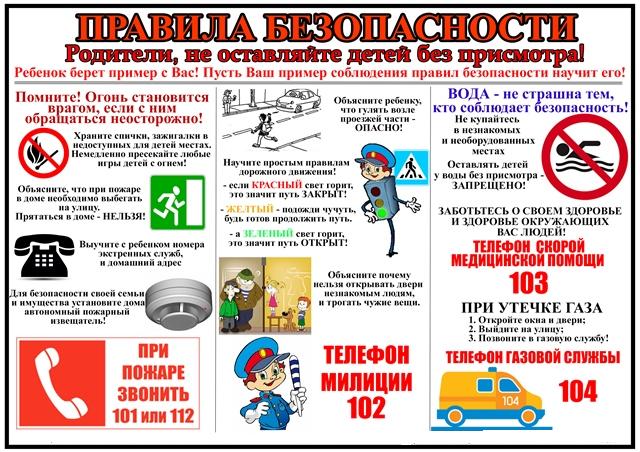 ПРАВИЛА БЕЗОПАСНОСТИ
Родители, не оставляйте детей без присмотра!
Ребенок берет пример с Вас! Пусть Ваш пример соблюдения правил безопасности научит его!
Помните! Огонь становится
врагом, если с ним
обращаться неосторожно!
Храните спички, зажигалки в
недоступных для детей местах.
Немедленно пресекайте любые
игры детей с огнем!
Объясните, что при пожаре
в доме необходимо выбегать
на улицу.
Прятаться в доме - НЕЛЬЗЯ!
Выучите с ребенком номера
экстренных служб,
и домашний адрес
Для безопасности своей семьи
и имущества установите дома
автономный пожарный
извещатель!
ПРИ
ПОЖАРЕ
ЗВОНИТЬ
101 или 112
Объясните ребенку,
что гулять возле
проезжей части -
ОПАСНО!
Научите простым правилам
дорожного движения!
- если КРАСНЫЙ свет горит,
это значит путь ЗАКРЫТ!
- ЖЕЛТЫЙ - подожди чучуть,
будь готов продолжить путь.
- а ЗЕЛЕНЫЙ свет горит,
это значит путь ОТКРЫТ!
Объясните почему
нельзя открывать двери
незнакомым людям,
и трогать чужие вещи.
ТЕЛЕФОН
МИЛИЦИИ
102
ВОДА - не страшна тем,
кто соблюдает безопасность!
Не купайтесь
в незнакомых
и необорудованных
местах
Оставлять детей
у воды без присмотра -
ЗАПРЕЩЕНО!
ЗАБОТЬТЕСЬ О СВОЕМ ЗДОРОВЬЕ
И ЗДОРОВЬЕ ОКРУЖАЮЩИХ
ВАС ЛЮДЕЙ!
ТЕЛЕФОН СКОРОЙ
МЕДИЦИНСКОЙ ПОМОЩИ
103
ПРИ УТЕЧКЕ ГАЗА
1. Откройте окна и двери;
2. Выйдите на улицу;
3. Позвоните в газовую службу!
ТЕЛЕФОН ГАЗОВОЙ СЛУЖБЫ
104
104